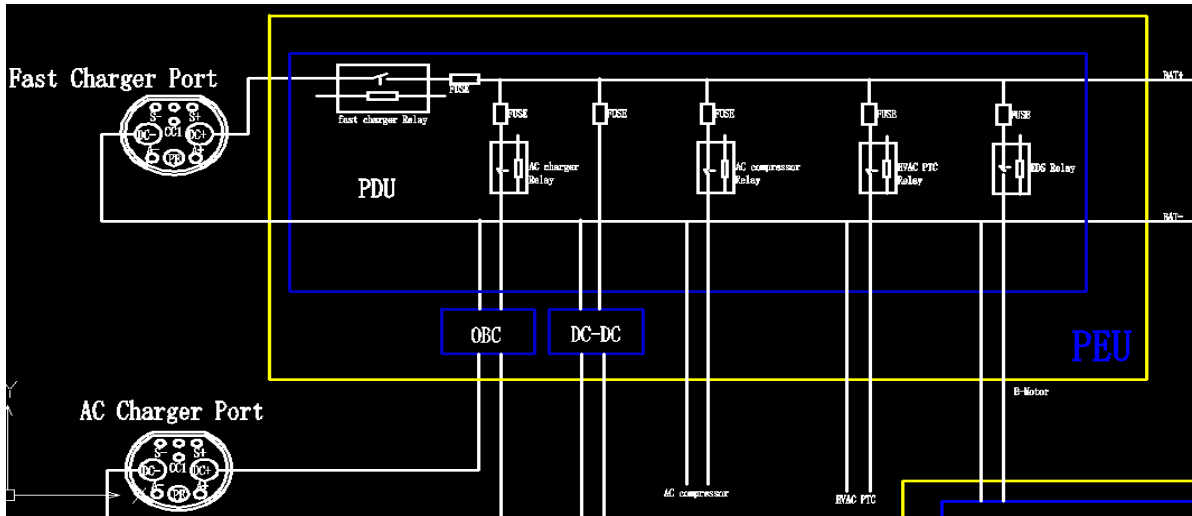 BAT+
Fast Charger Port
FUSE
S- S+
CC1
DC- DC+
A- PE A+
fast charger Relay
FUSE FUSE FUSE FUSE FUSE
AC charger
Relay
AC compressor
Relay
HVAC PTC
Relay
EDS Relay
PDU
BAT-
OBC
DC-DC
PEU
Y
E-Motor
AC Charger Port
S- S+
CC1
DC- DC+
A- PE A+
X
AC compressor
HVAC PTC